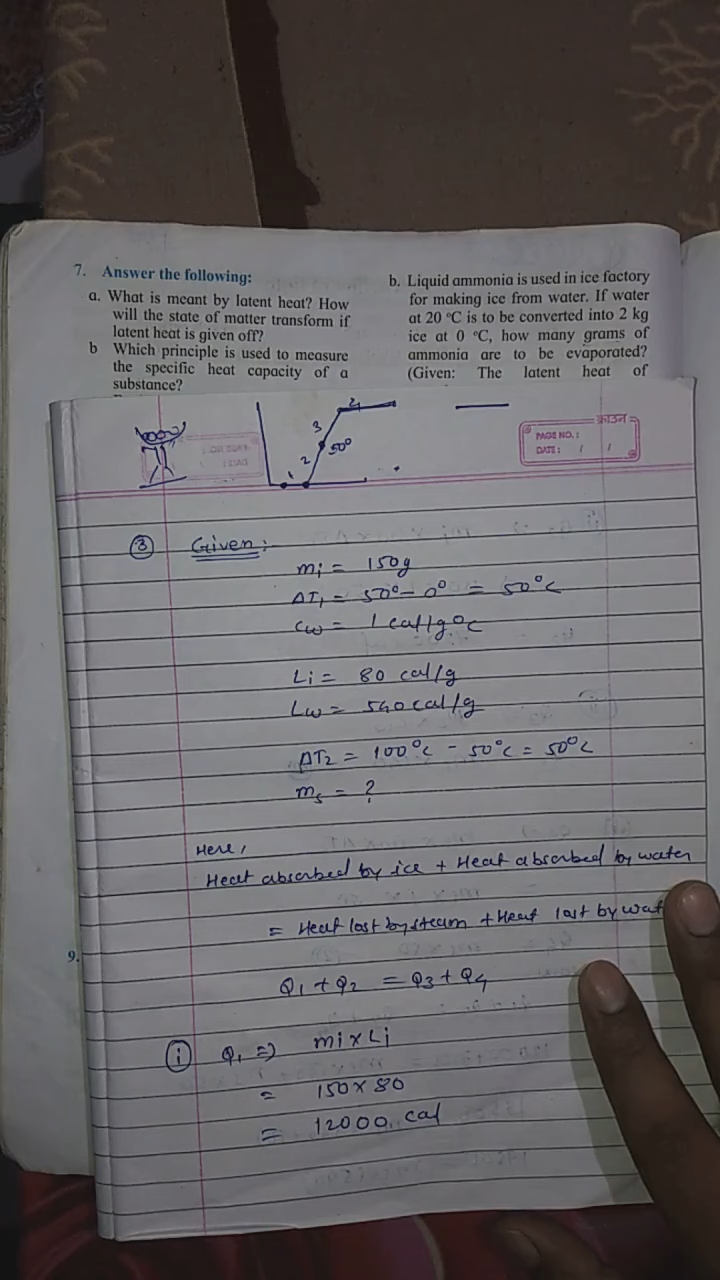 7. Answer the following:
a. What is meant by latent heat? How
will the state of matter transform if
latent heat is given off?
b Which principle is used to measure
the specific heat capacity of a
substance?
b. Liquid ammonia is used in ice factory
for making ice from water. If water
at 20 °C is to be converted into 2 kg
ice at 0 °C, how many grams of
ammonia are to be evaporated?
(Given: The latent heat of
3
50°
2
क्राउन
PAGE NO. :
DATE : / /
③ Given:
mi = 150g
ΔT1 = 50° - 0° = 50°C
Cw = 1 cal/g°C
Li = 80 cal/g
Lw = 540 cal/g
ΔT2 = 100°C - 50°C = 50°C
ms = ?
Here,
Heat absorbed by ice + Heat absorbed by water
= Heat lost by steam + Heat lost by wat
9.
Q1 + Q2 = Q3 + Q4
ⓘ Q1 ⇒ mi x Li
= 150 x 80
= 12000 cal